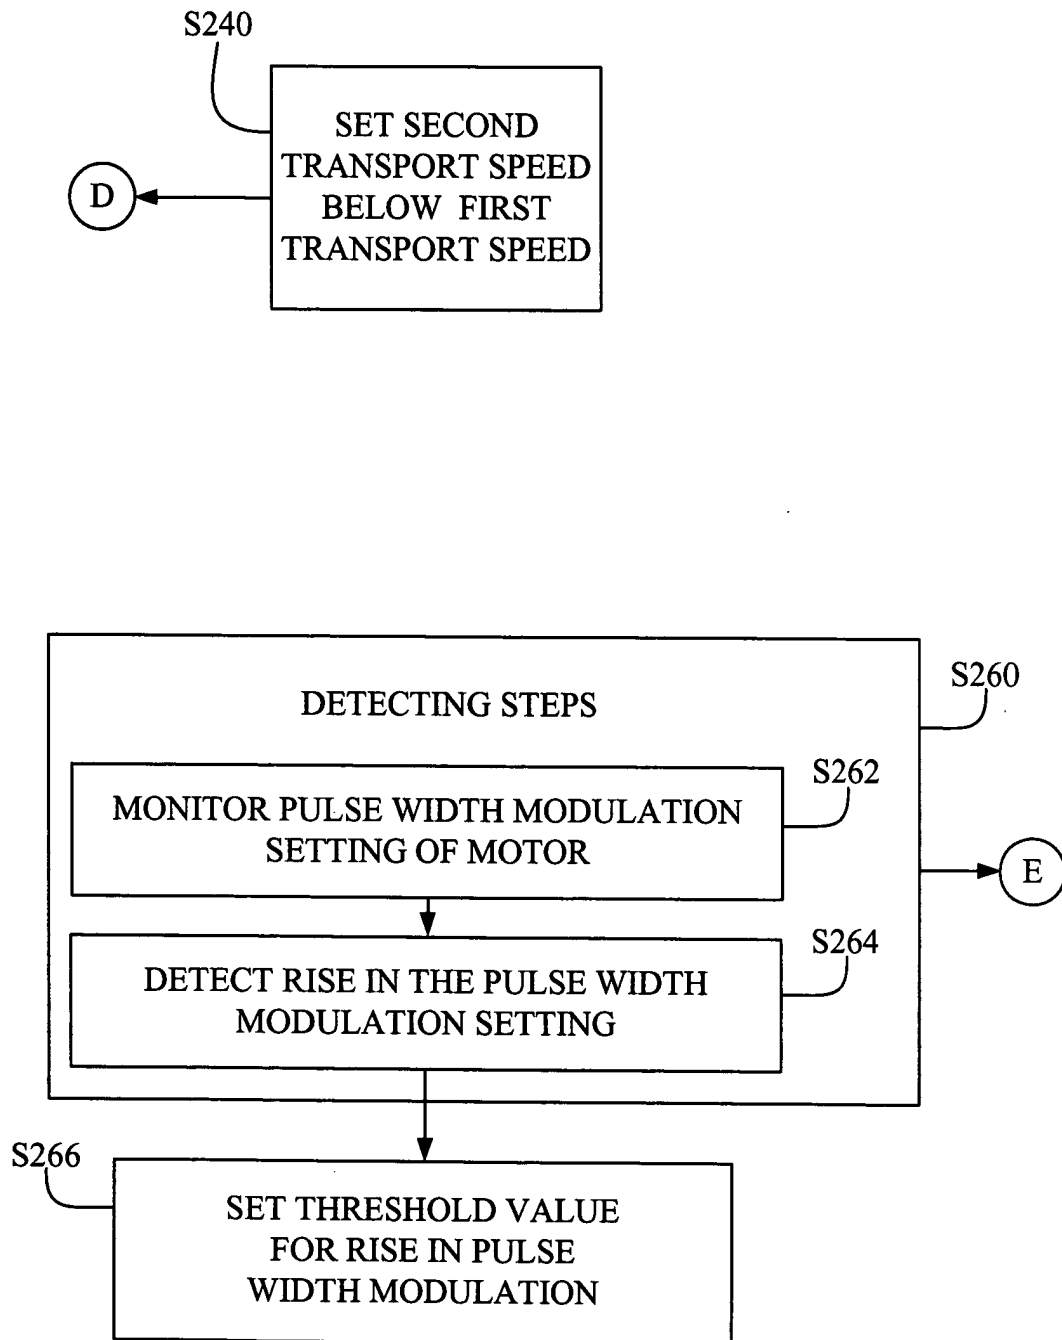 S240
SET SECOND
TRANSPORT SPEED
BELOW FIRST
TRANSPORT SPEED
D
S260
DETECTING STEPS
S262
MONITOR PULSE WIDTH MODULATION
SETTING OF MOTOR
E
S264
DETECT RISE IN THE PULSE WIDTH
MODULATION SETTING
S266
SET THRESHOLD VALUE
FOR RISE IN PULSE
WIDTH MODULATION